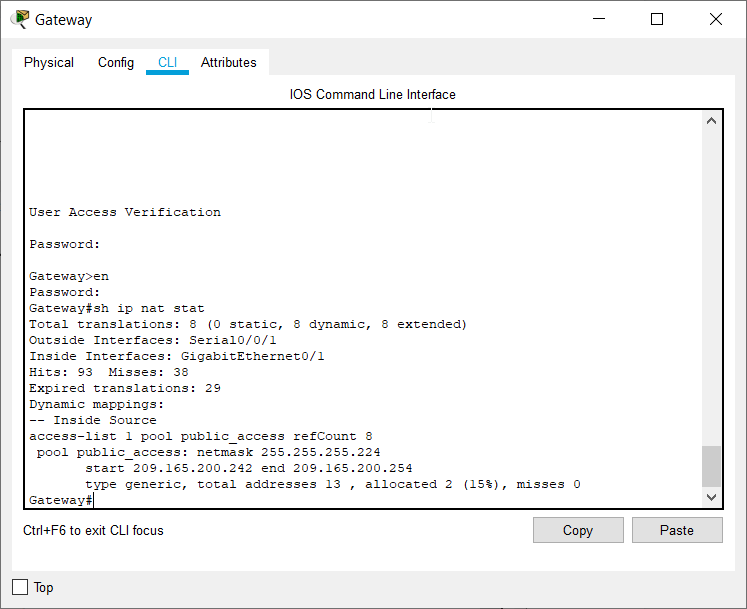 Gateway
Physical Config CLI Attributes
IOS Command Line Interface
User Access Verification
Password:
Gateway>en
Password:
Gateway#sh ip nat stat
Total translations: 8 (0 static, 8 dynamic, 8 extended)
Outside Interfaces: Serial0/0/1
Inside Interfaces: GigabitEthernet0/1
Hits: 93  Misses: 38
Expired translations: 29
Dynamic mappings:
-- Inside Source
access-list 1 pool public_access refCount 8
 pool public_access: netmask 255.255.255.224
       start 209.165.200.242 end 209.165.200.254
       type generic, total addresses 13 , allocated 2 (15%), misses 0
Gateway#
Ctrl+F6 to exit CLI focus
Copy Paste
Top